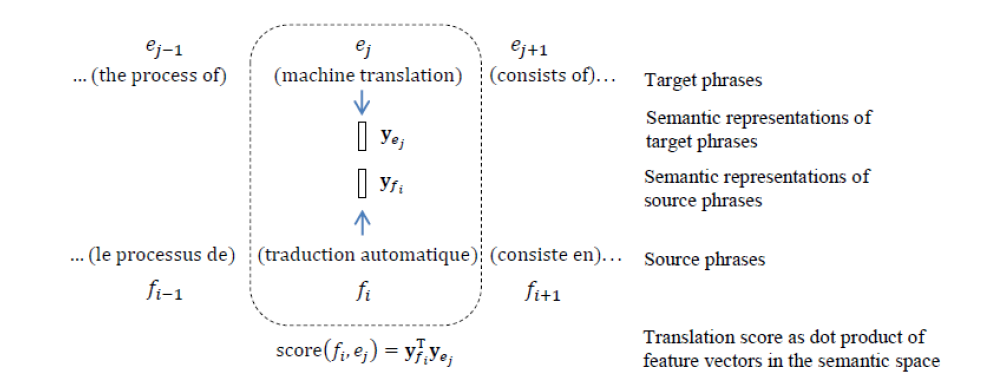 e_{j−1} e_j e_{j+1}
... (the process of) (machine translation) (consists of)... Target phrases
Semantic representations of
target phrases
y_{e_j}
y_{f_i}
Semantic representations of
source phrases
... (le processus de) (traduction automatique) (consiste en)... Source phrases
f_{i−1} f_i f_{i+1}
score(f_i, e_j) = y_{f_i}^T y_{e_j}
Translation score as dot product of
feature vectors in the semantic space